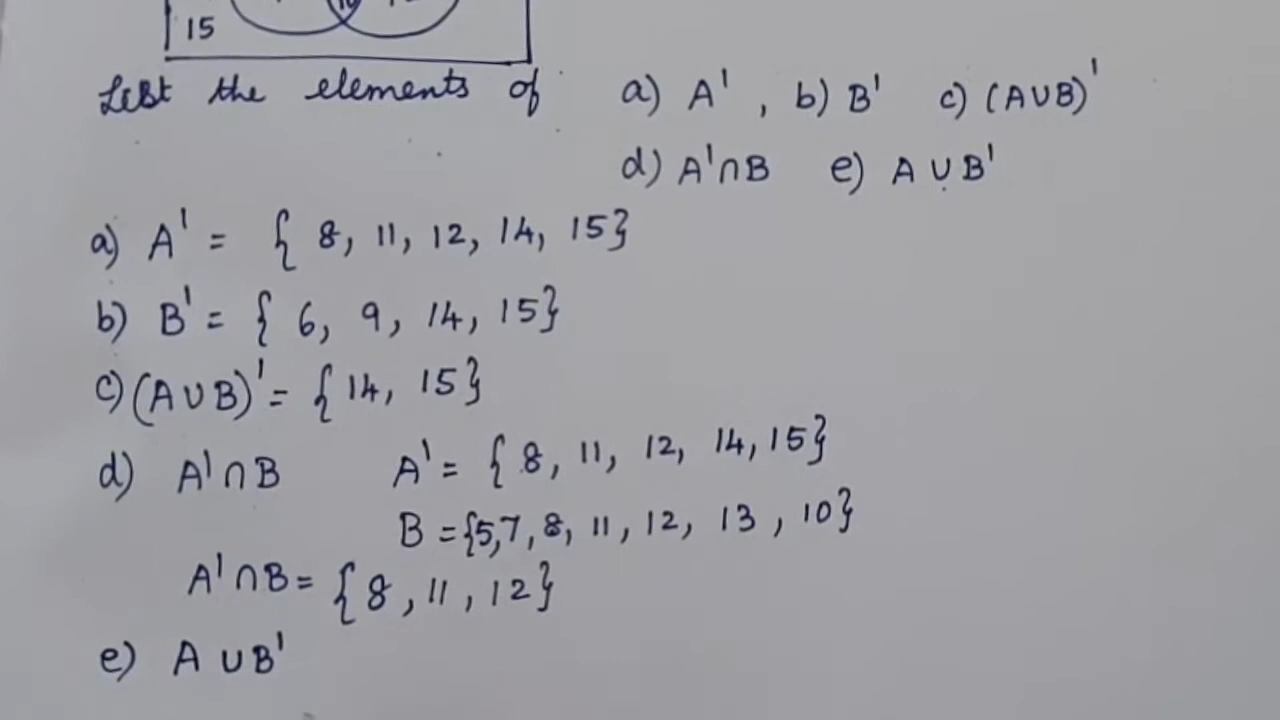 15
List the elements of a) A' , b) B' c) (A∪B)'
d) A'∩B e) A ∪ B'
a) A' = { 8, 11, 12, 14, 15}
b) B' = { 6, 9, 14, 15}
c) (A∪B)' = { 14, 15}
d) A'∩B A' = { 8, 11, 12, 14, 15}
B = {5,7, 8, 11, 12, 13 , 10}
A'∩B = { 8 , 11 , 12}
e) A ∪B'